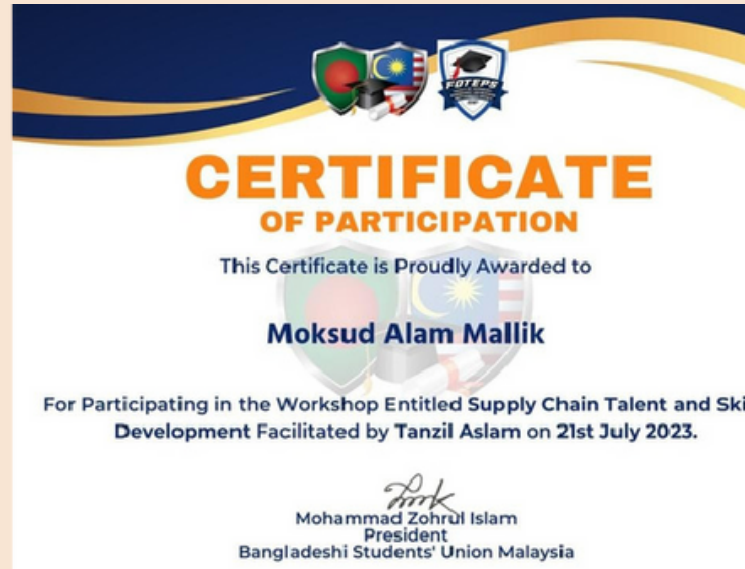 FOTEPS
CERTIFICATE
OF PARTICIPATION
This Certificate is Proudly Awarded to
Moksud Alam Mallik
For Participating in the Workshop Entitled Supply Chain Talent and Ski
Development Facilitated by Tanzil Aslam on 21st July 2023.
Mohammad Zohrul Islam
President
Bangladeshi Students' Union Malaysia